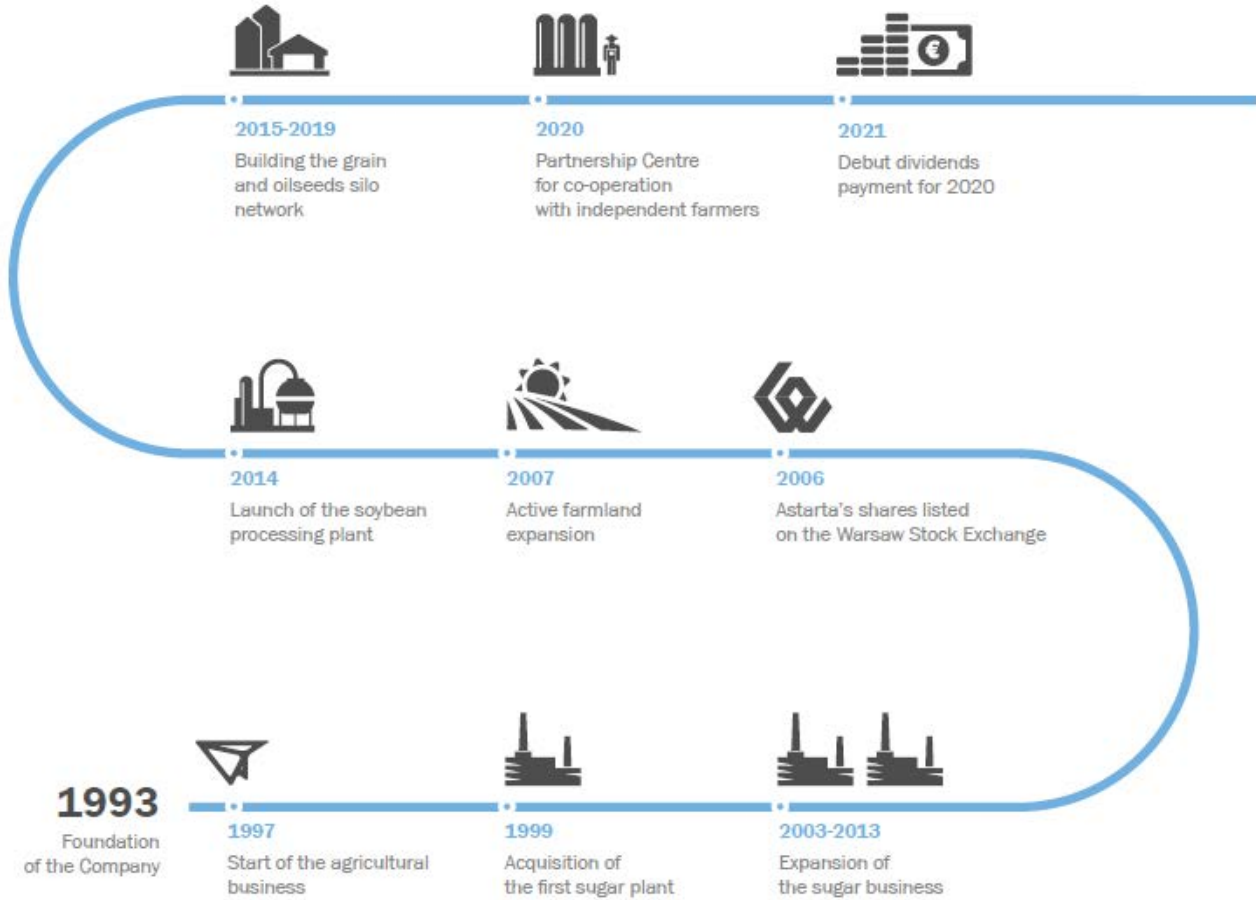 2015-2019
Building the grain
and oilseeds silo
network
2020
Partnership Centre
for co-operation
with independent farmers
2021
Debut dividends
payment for 2020
2014
Launch of the soybean
processing plant
2007
Active farmland
expansion
2006
Astarta's shares listed
on the Warsaw Stock Exchange
1993
Foundation
of the Company
1997
Start of the agricultural
business
1999
Acquisition of
the first sugar plant
2003-2013
Expansion of
the sugar business